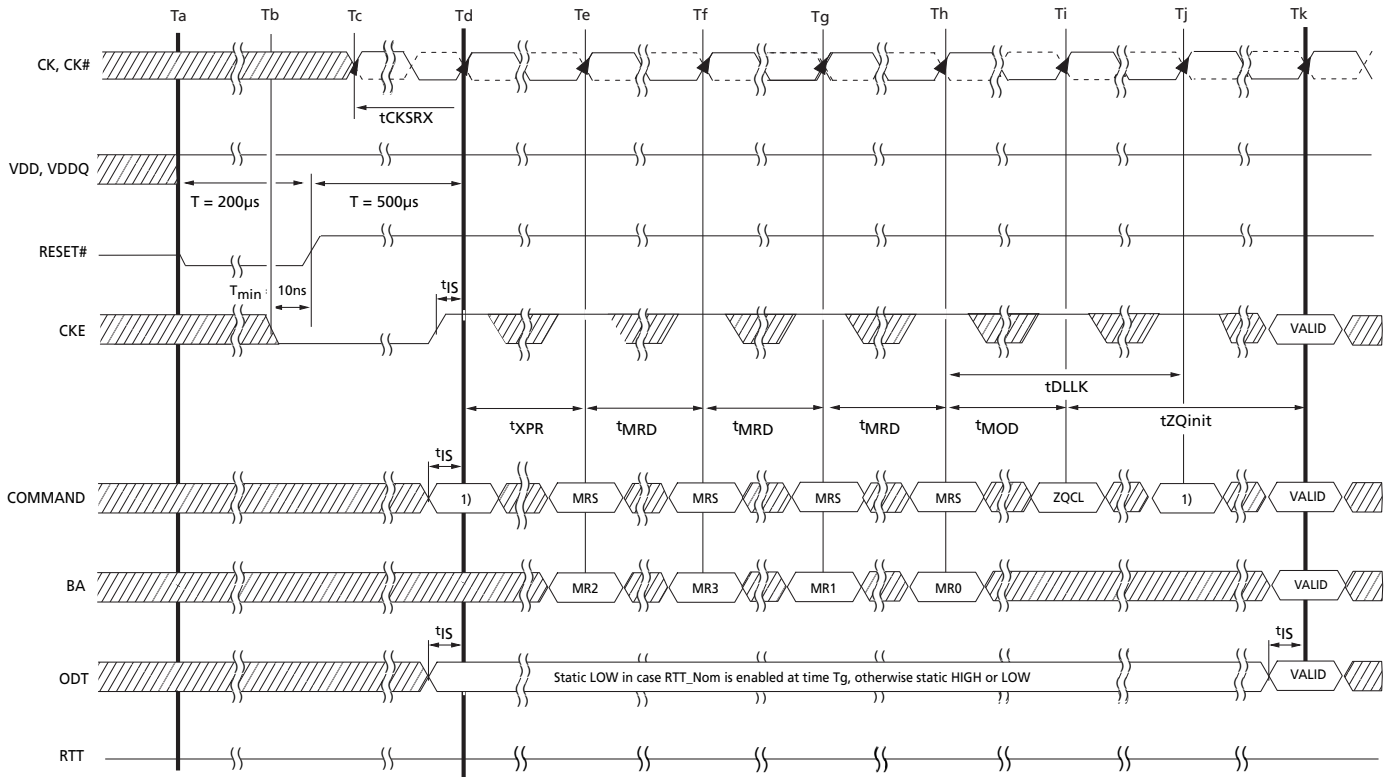 Ta Tb Tc Td Te Tf Tg Th Ti Tj Tk
CK, CK#
tCKSRX
VDD, VDDQ
T = 200µs T = 500µs
RESET#
Tmin 10ns tIS
CKE VALID
tDLLK
tXPR tMRD tMRD tMRD tMOD tZQinit
tIS
COMMAND 1) MRS MRS MRS MRS ZQCL 1) VALID
BA MR2 MR3 MR1 MR0 VALID
tIS tIS
ODT Static LOW in case RTT_Nom is enabled at time Tg, otherwise static HIGH or LOW VALID
RTT